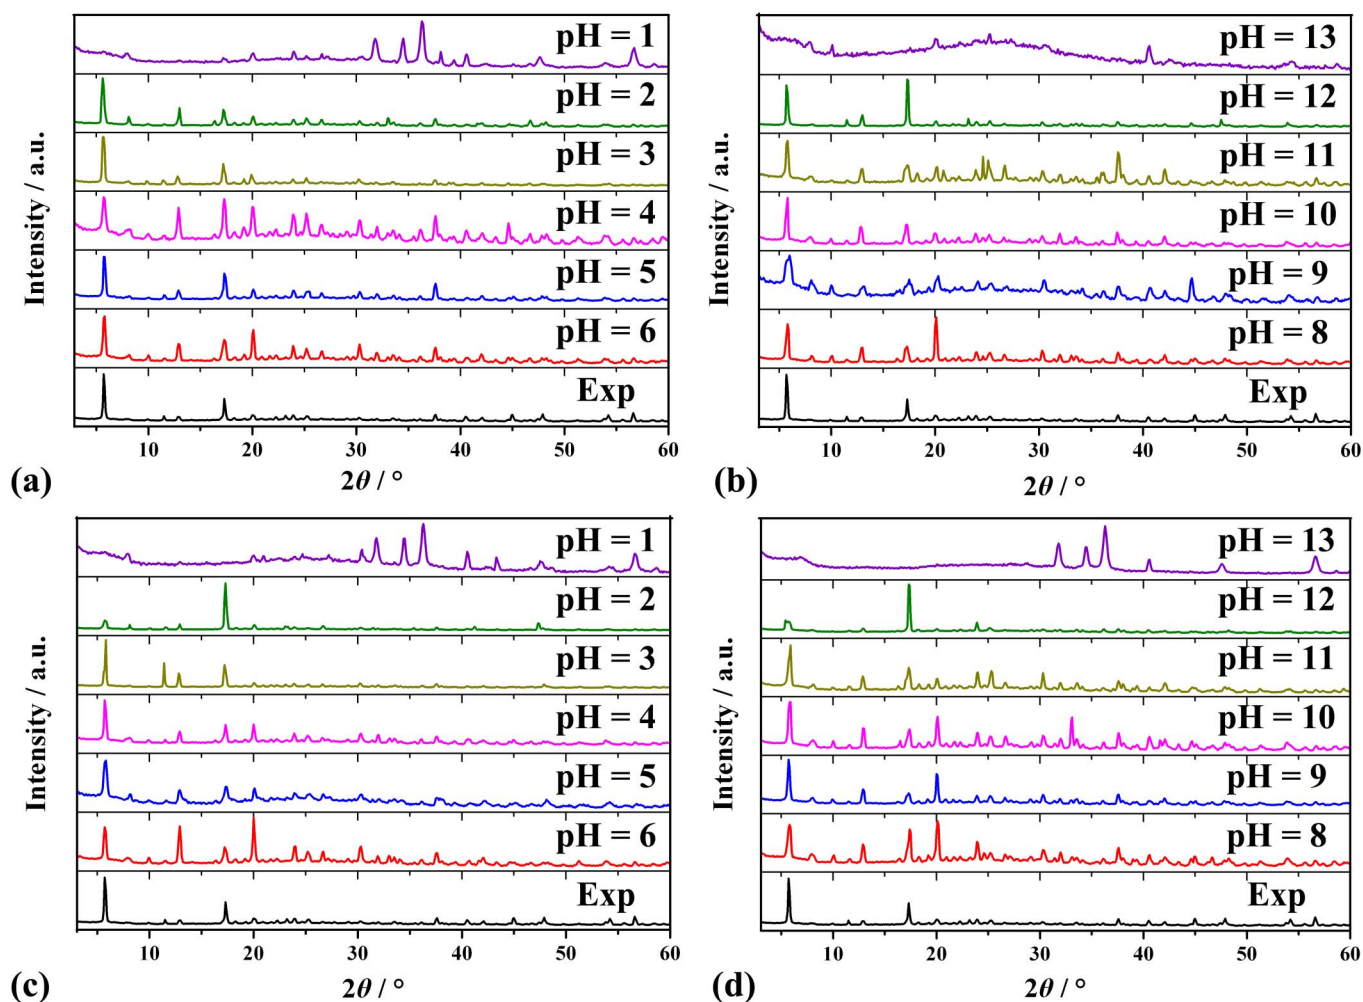 pH = 1
pH = 2
pH = 3
pH = 4
pH = 5
pH = 6
Exp
Intensity / a.u.
10 20 30 40 50 60
2θ / °
(a)
pH = 13
pH = 12
pH = 11
pH = 10
pH = 9
pH = 8
Exp
Intensity / a.u.
10 20 30 40 50 60
2θ / °
(b)
pH = 1
pH = 2
pH = 3
pH = 4
pH = 5
pH = 6
Exp
Intensity / a.u.
10 20 30 40 50 60
2θ / °
(c)
pH = 13
pH = 12
pH = 11
pH = 10
pH = 9
pH = 8
Exp
Intensity / a.u.
10 20 30 40 50 60
2θ / °
(d)